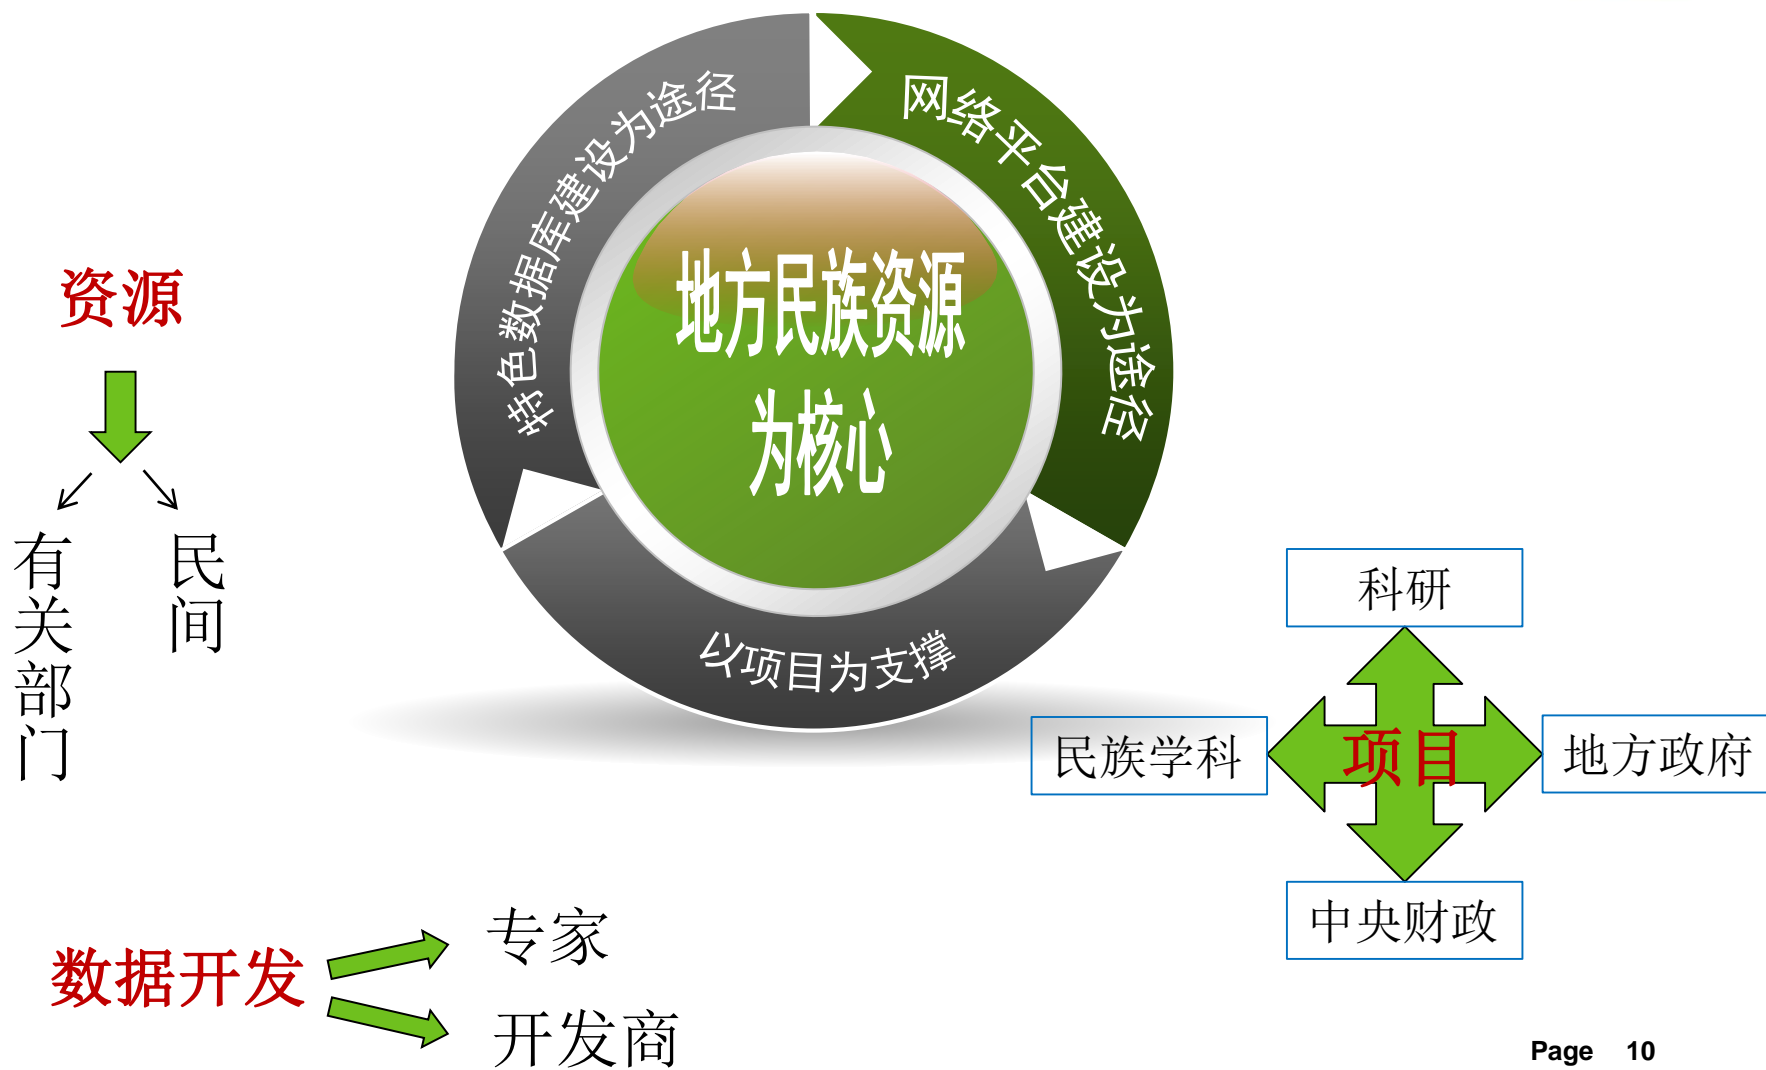 特色数据库建设为途径
网络平台建设为途径
地方民族资源
为核心
以项目为支撑
资源
有关部门
民间
科研
民族学科
项目
地方政府
中央财政
数据开发
专家
开发商
Page 10